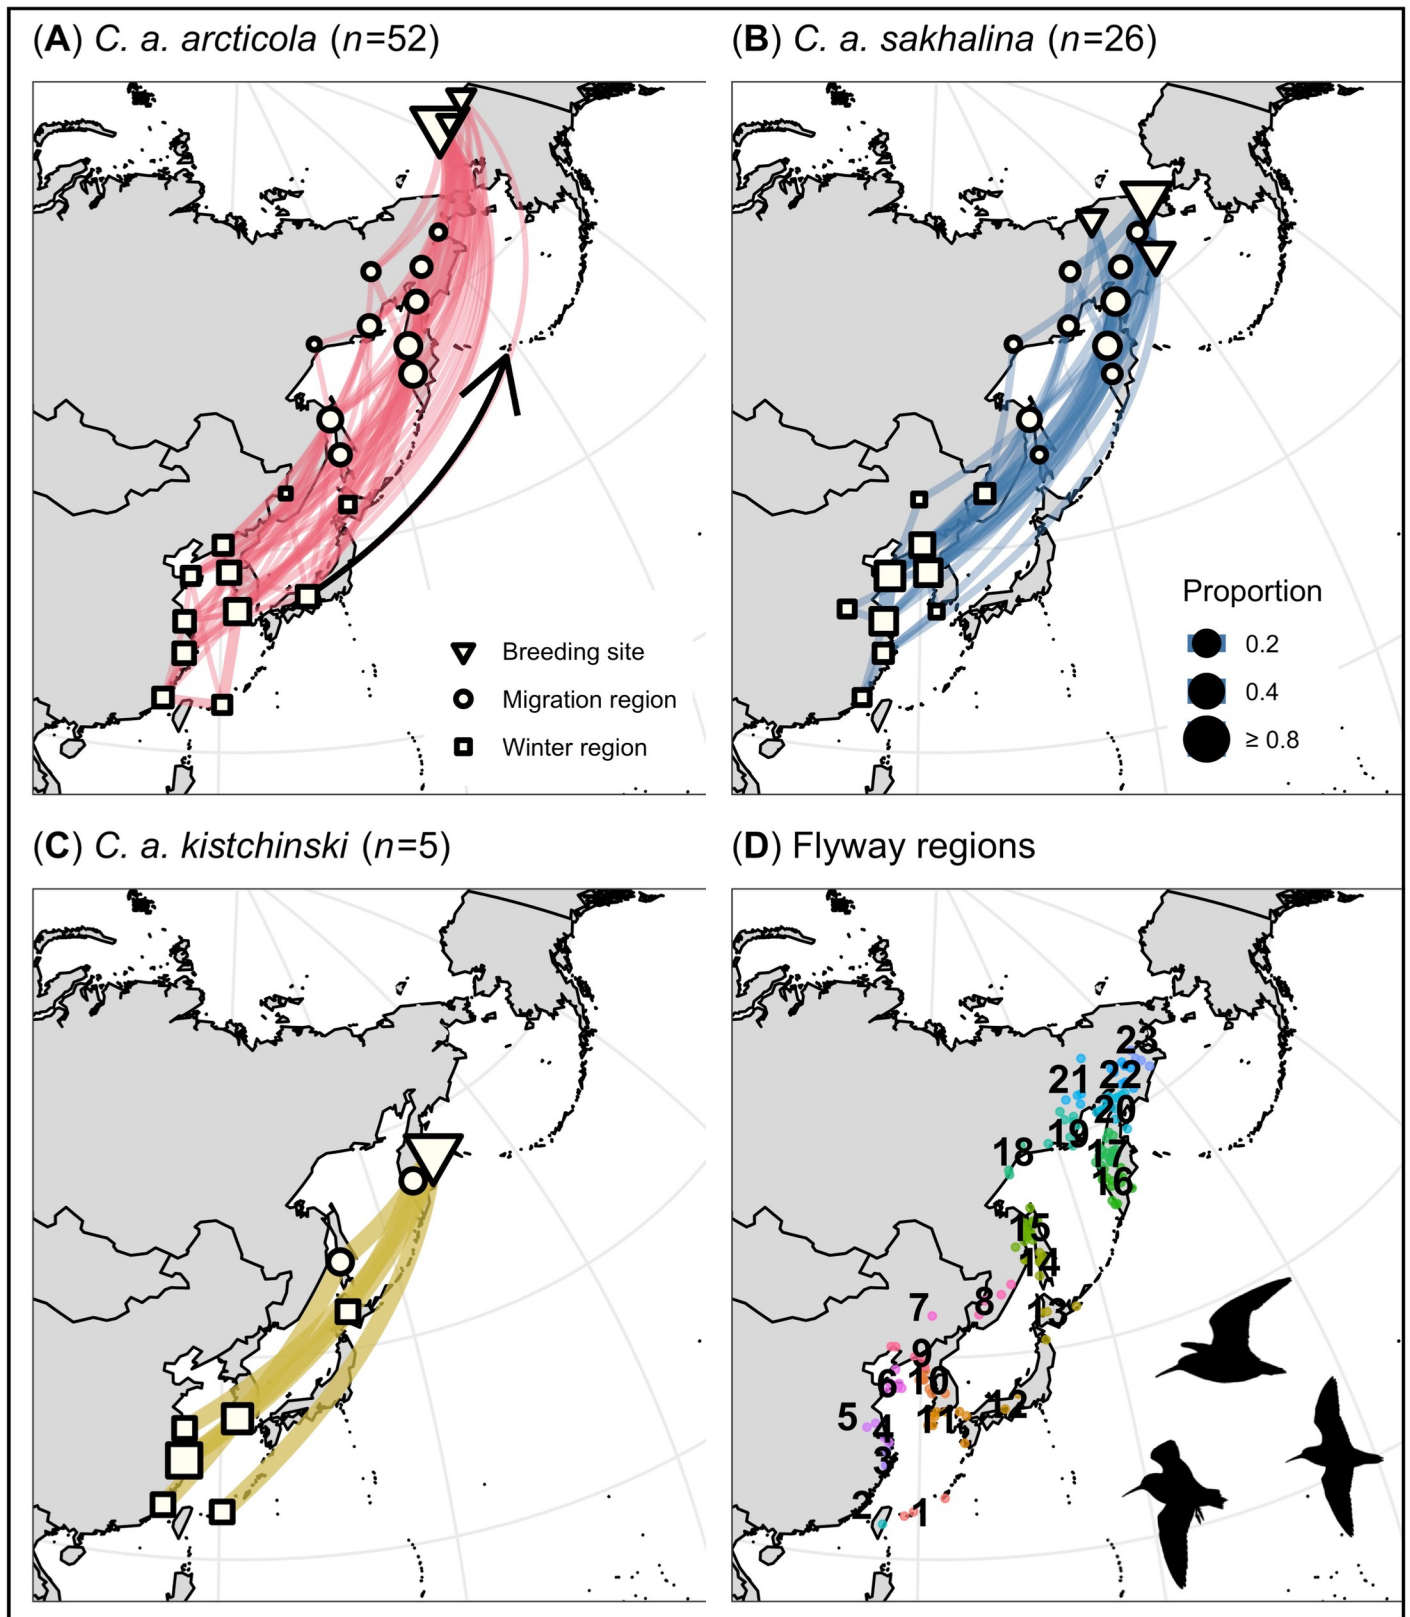 (A) C. a. arcticola (n=52)
(B) C. a. sakhalina (n=26)
Breeding site
Migration region
Winter region
Proportion
0.2
0.4
≥ 0.8
(C) C. a. kistchinski (n=5)
(D) Flyway regions
23
21 22
20
19
18 17
16
15
14
13
8
7
9
6 10
5 4 11 12
3
2 1